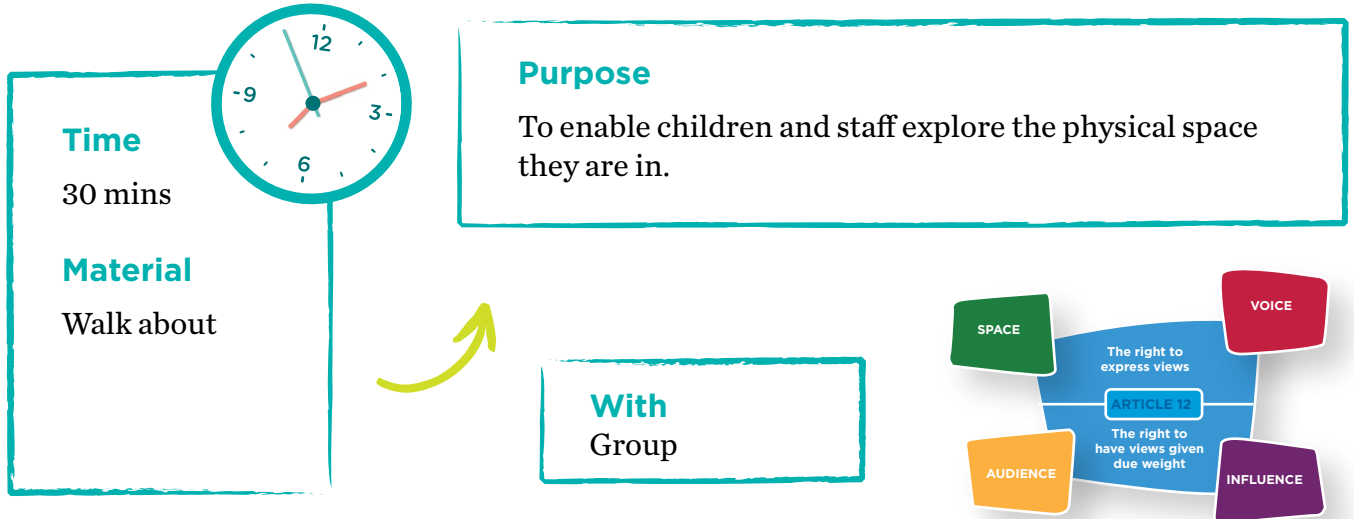 12
3
6
9
Time
30 mins
Material
Walk about
Purpose
To enable children and staff explore the physical space
they are in.
With
Group
SPACE
VOICE
The right to
express views
ARTICLE 12
The right to
have views given
due weight
AUDIENCE
INFLUENCE